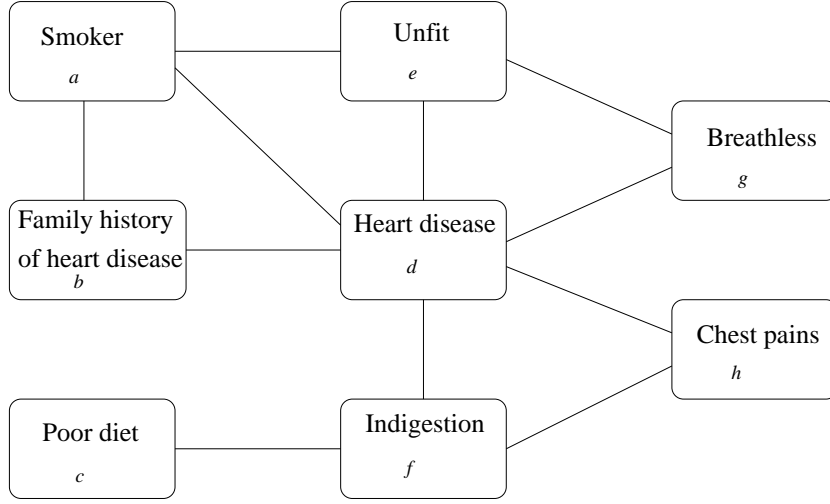 Smoker
a
Unfit
e
Breathless
g
Family history
of heart disease
b
Heart disease
d
Chest pains
h
Poor diet
c
Indigestion
f